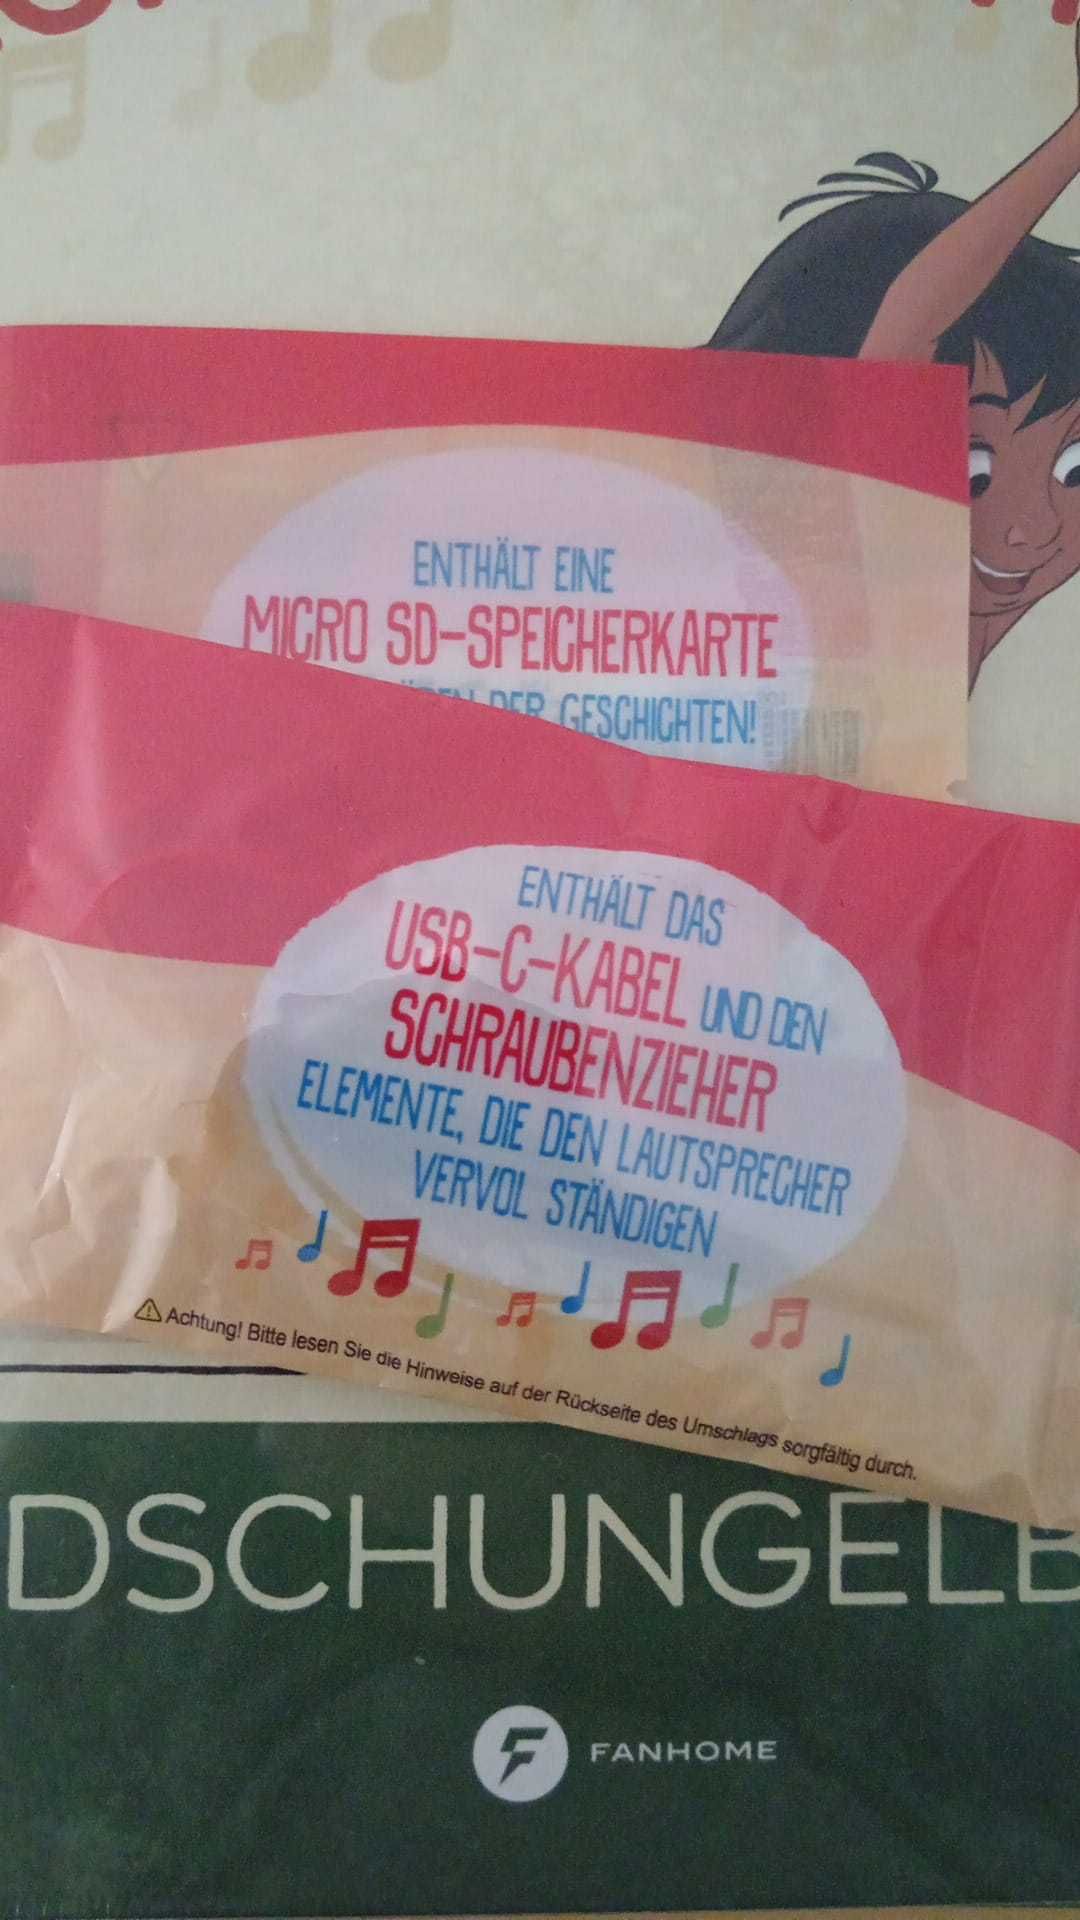 ENTHÄLT EINE
MICRO SD-SPEICHERKARTE
DER GESCHICHTEN!
ENTHÄLT DAS
USB-C-KABEL UND DEN
SCHRAUBENZIEHER
ELEMENTE, DIE DEN LAUTSPRECHER
VERVOL STÄNDIGEN
Achtung! Bitte lesen Sie die Hinweise auf der Rückseite des Umschlags sorgfältig durch.
DSCHUNGELB
FANHOME